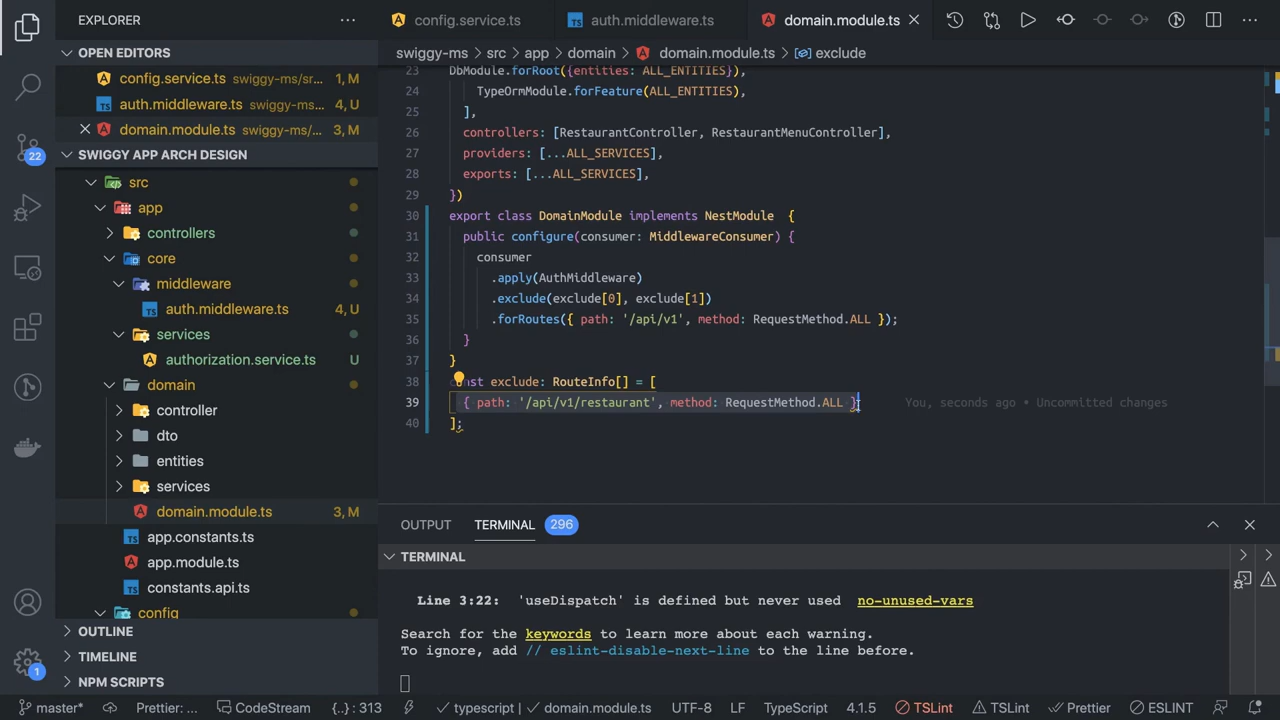 EXPLORER
···
config.service.ts
auth.middleware.ts
domain.module.ts
OPEN EDITORS
config.service.ts swiggy-ms/sr... 1, M
auth.middleware.ts swiggy-ms... 4, U
domain.module.ts swiggy-ms/... 3, M
SWIGGY APP ARCH DESIGN
src
app
controllers
core
middleware
auth.middleware.ts 4, U
services
authorization.service.ts U
domain
controller
dto
entities
services
domain.module.ts 3, M
app.constants.ts
app.module.ts
constants.api.ts
config
OUTLINE
TIMELINE
NPM SCRIPTS
22
1
swiggy-ms > src > app > domain > domain.module.ts > exclude
23 DbModule.forRoot({entities: ALL_ENTITIES}),
24 TypeOrmModule.forFeature(ALL_ENTITIES),
25 ],
26 controllers: [RestaurantController, RestaurantMenuController],
27 providers: [...ALL_SERVICES],
28 exports: [...ALL_SERVICES],
29 })
30 export class DomainModule implements NestModule {
31 public configure(consumer: MiddlewareConsumer) {
32 consumer
33 .apply(AuthMiddleware)
34 .exclude(exclude[0], exclude[1])
35 .forRoutes({ path: '/api/v1', method: RequestMethod.ALL });
36 }
37 }
38 const exclude: RouteInfo[] = [
39 { path: '/api/v1/restaurant', method: RequestMethod.ALL } You, seconds ago • Uncommitted changes
40 ];
OUTPUT TERMINAL 296
TERMINAL
Line 3:22: 'useDispatch' is defined but never used no-unused-vars
Search for the keywords to learn more about each warning.
To ignore, add // eslint-disable-next-line to the line before.
master* Prettier: ... {..} : 313 CodeStream typescript | domain.module.ts UTF-8 LF TypeScript 4.1.5 TSLint TSLint Prettier ESLINT